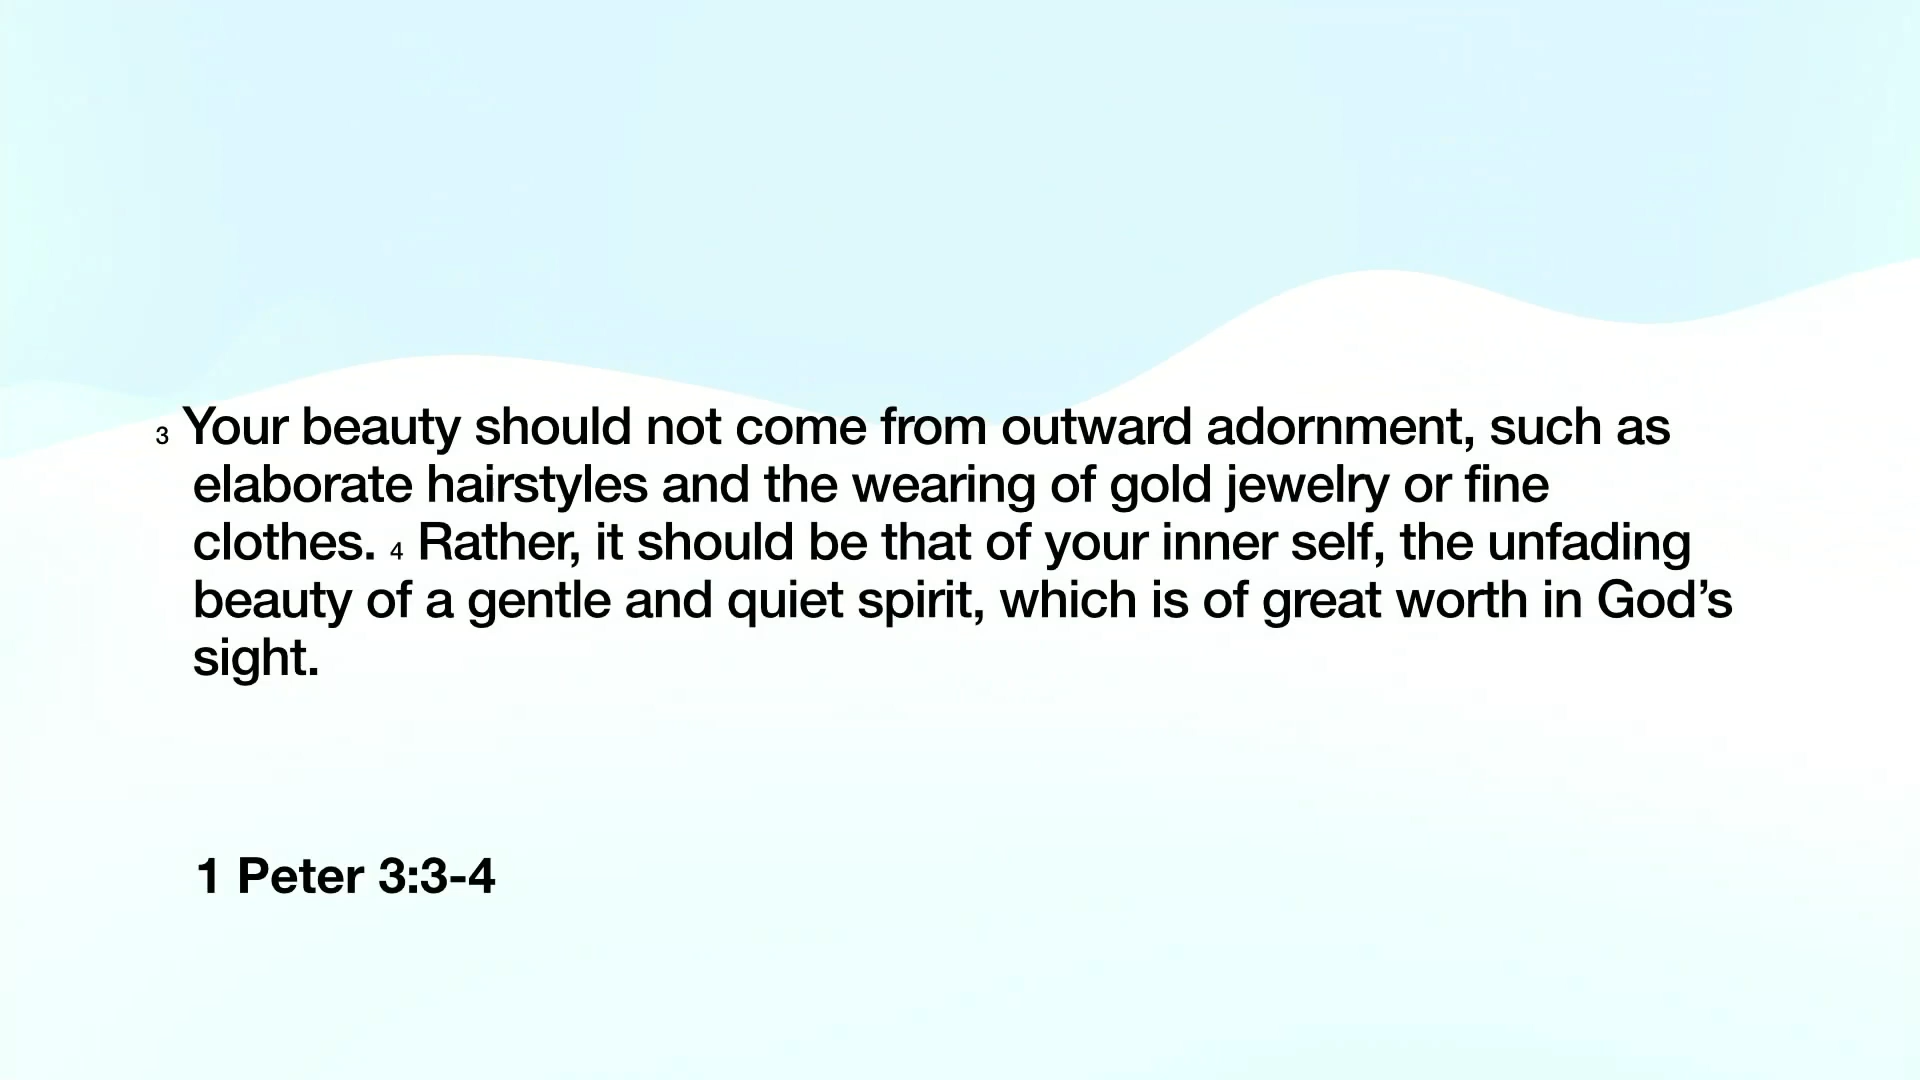 3 Your beauty should not come from outward adornment, such as
elaborate hairstyles and the wearing of gold jewelry or fine
clothes. 4 Rather, it should be that of your inner self, the unfading
beauty of a gentle and quiet spirit, which is of great worth in God’s
sight.
1 Peter 3:3-4